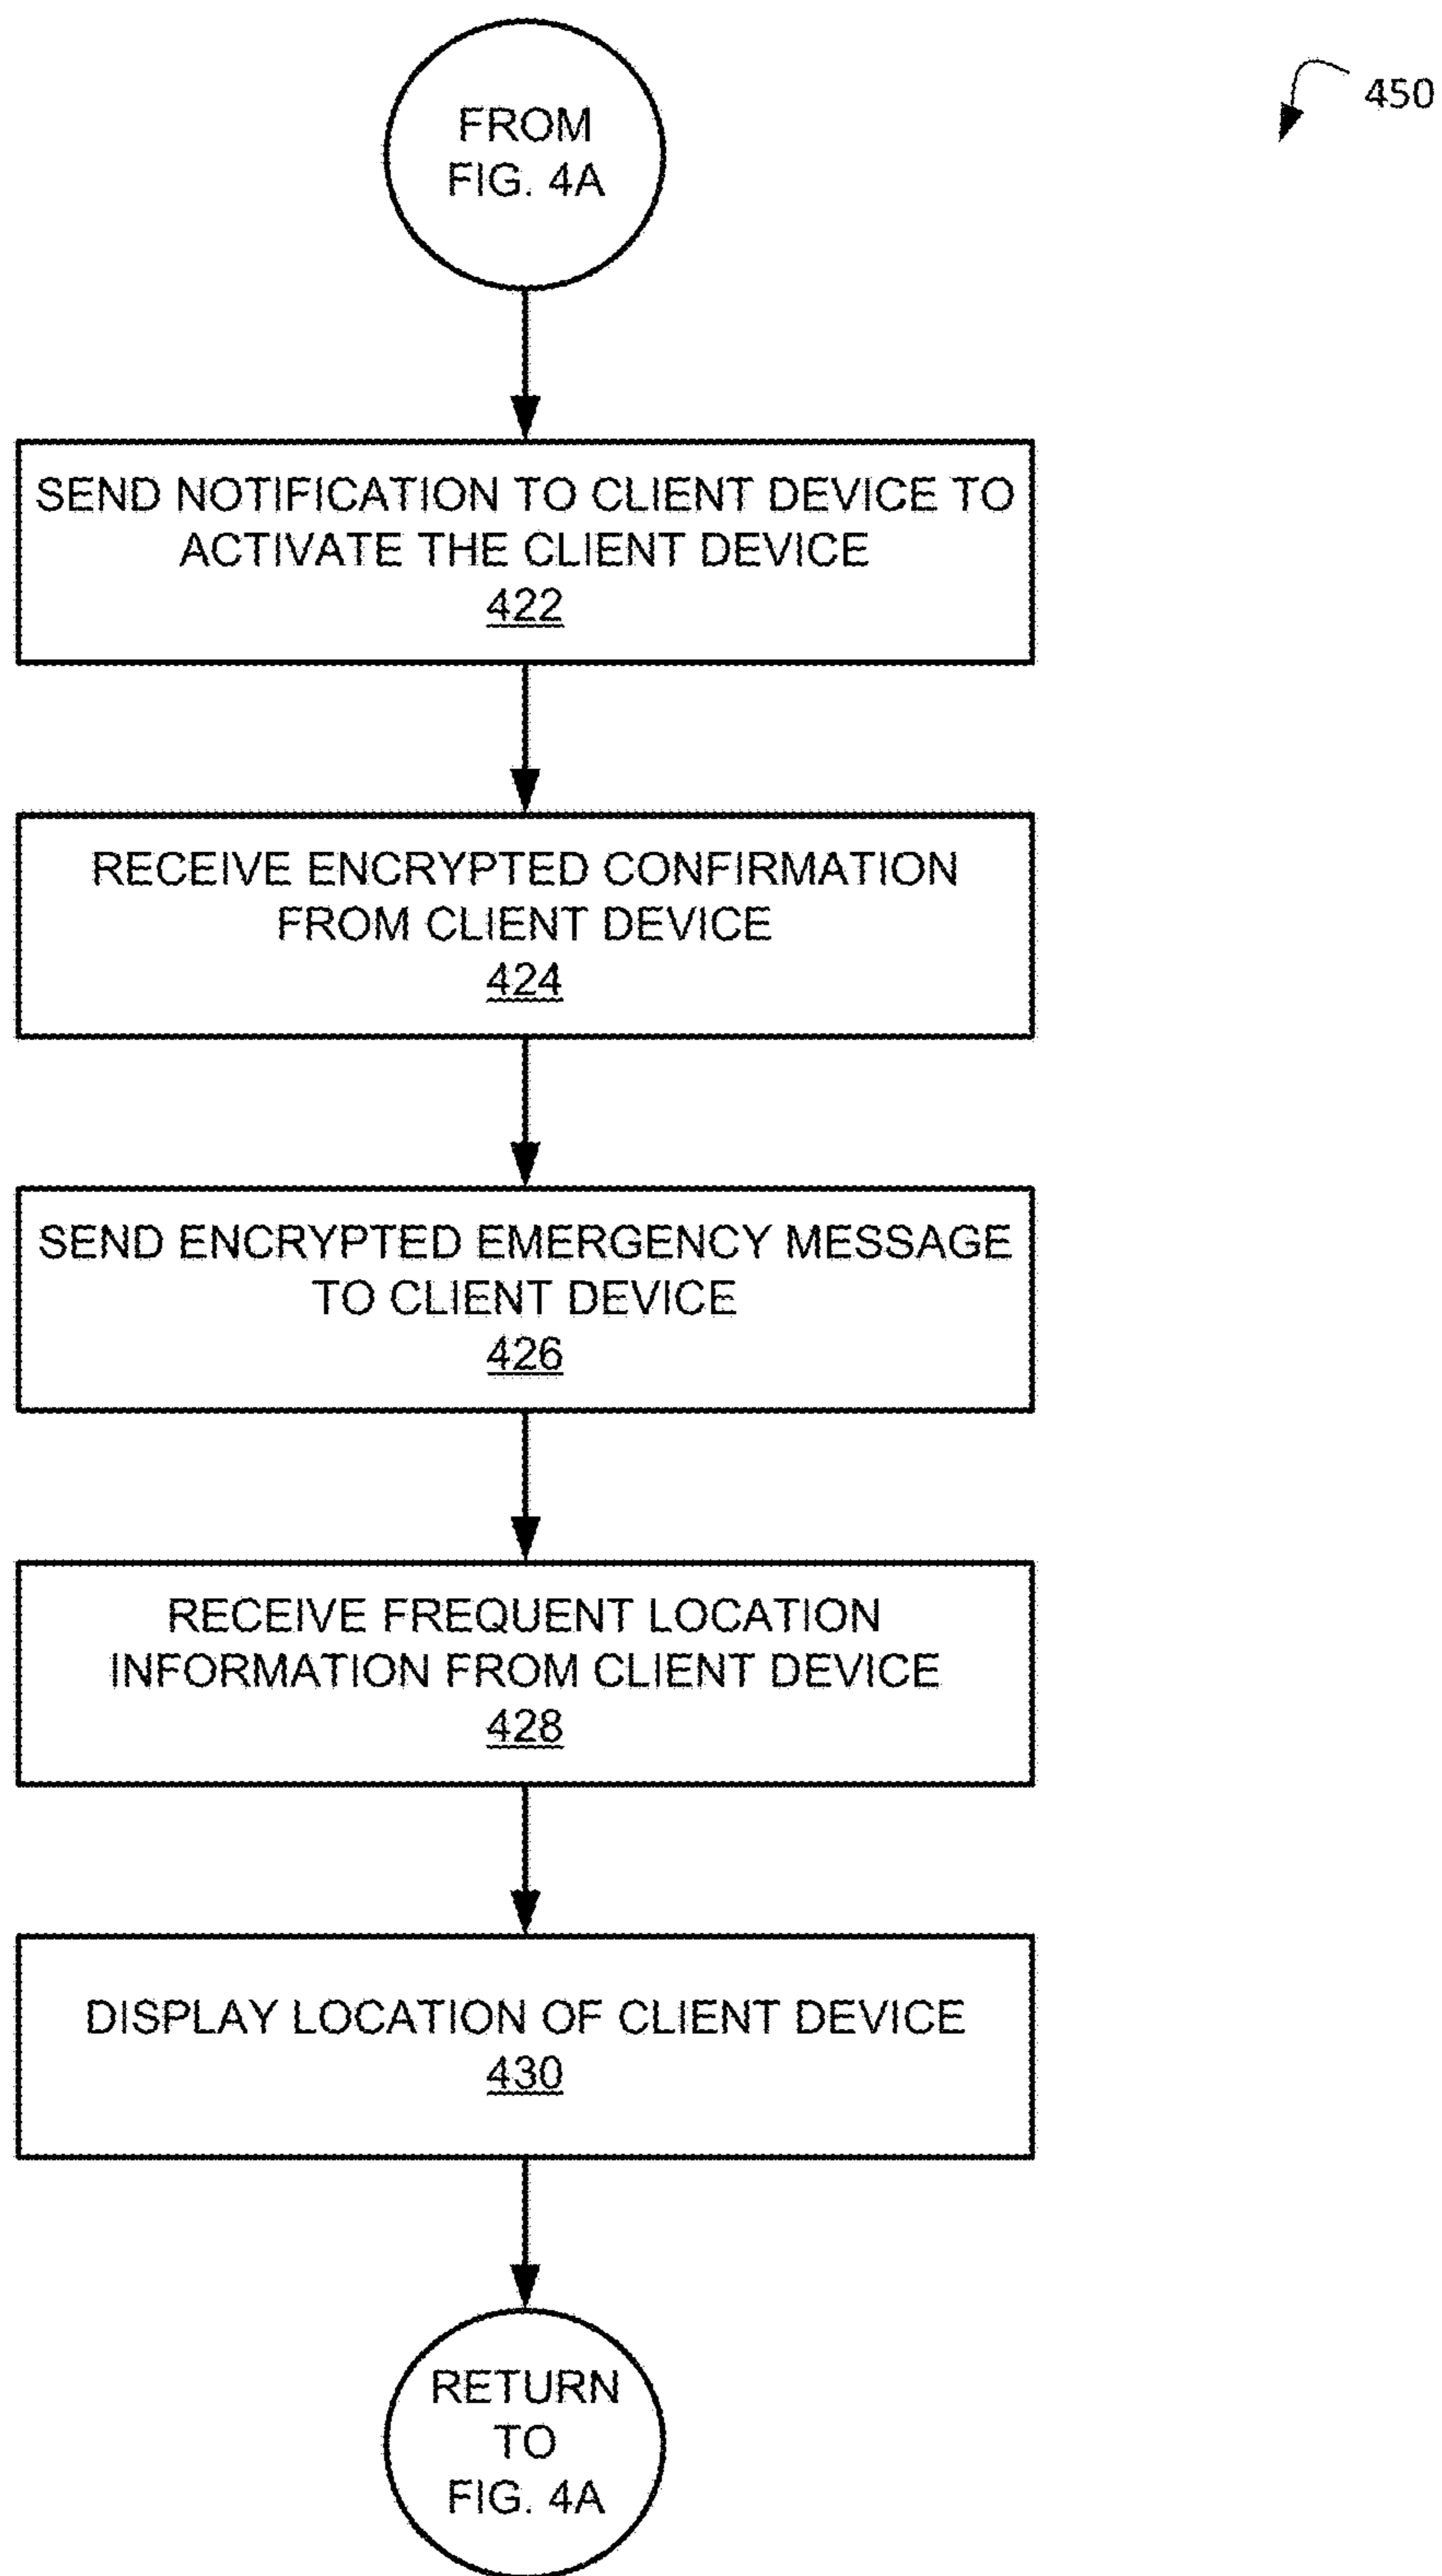 FROM
FIG. 4A
450
SEND NOTIFICATION TO CLIENT DEVICE TO
ACTIVATE THE CLIENT DEVICE
422
RECEIVE ENCRYPTED CONFIRMATION
FROM CLIENT DEVICE
424
SEND ENCRYPTED EMERGENCY MESSAGE
TO CLIENT DEVICE
426
RECEIVE FREQUENT LOCATION
INFORMATION FROM CLIENT DEVICE
428
DISPLAY LOCATION OF CLIENT DEVICE
430
RETURN
TO
FIG. 4A